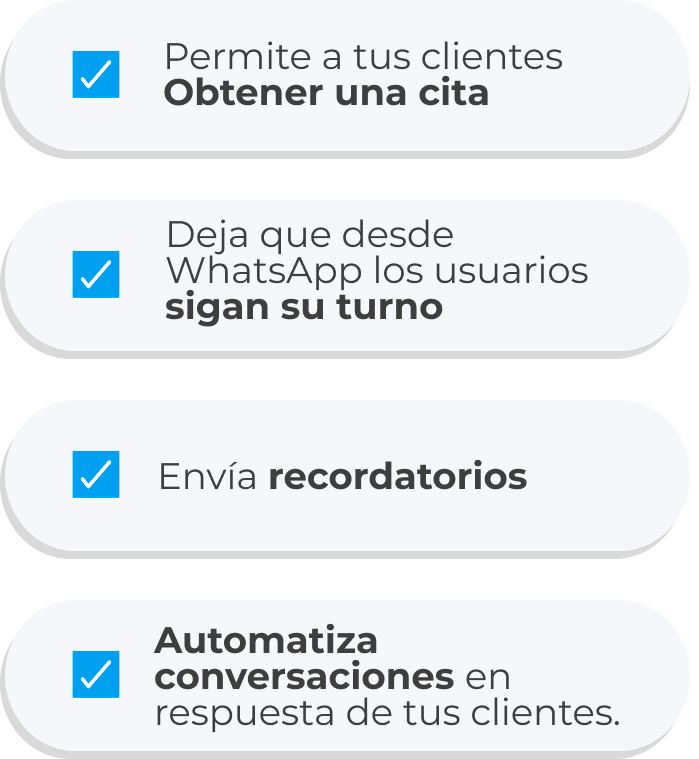 Permite a tus clientes
Obtener una cita
Deja que desde
WhatsApp los usuarios
sigan su turno
Envía recordatorios
Automatiza
conversaciones en
respuesta de tus clientes.